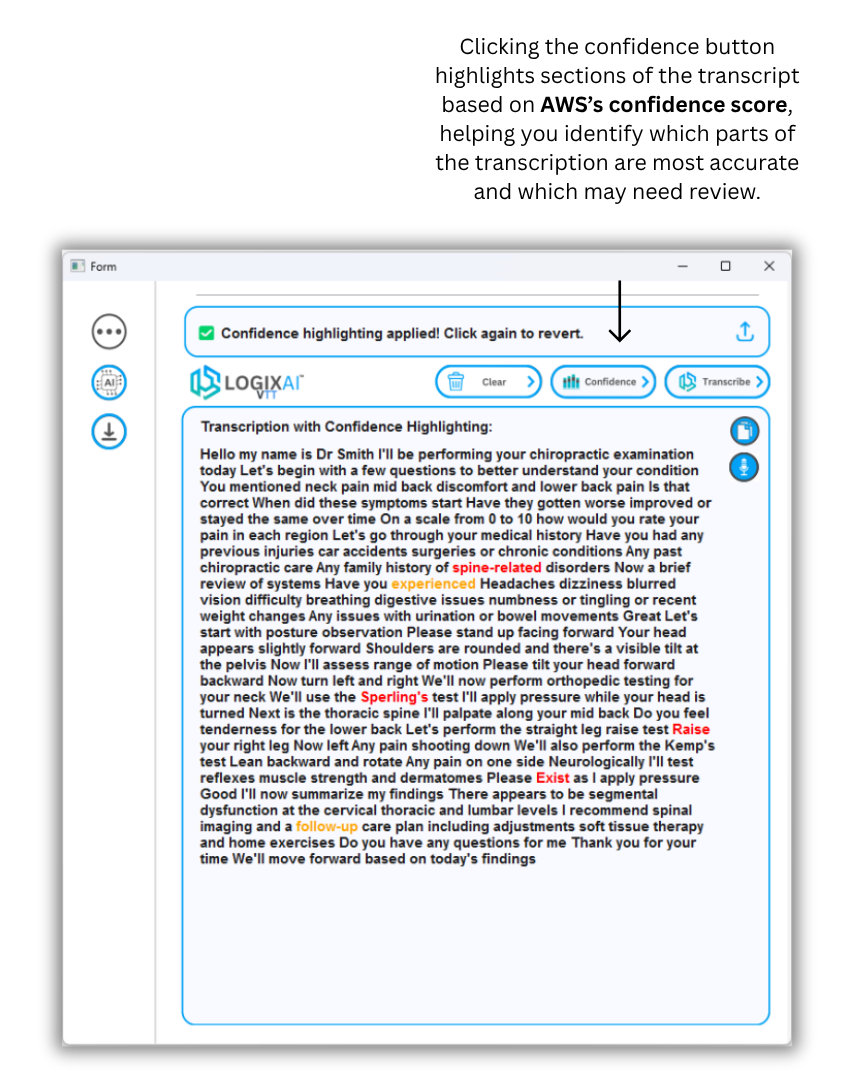 Clicking the confidence button
highlights sections of the transcript
based on AWS's confidence score,
helping you identify which parts of
the transcription are most accurate
and which may need review.
Form
Confidence highlighting applied! Click again to revert.
AI
LOGIXAI™
VTT
Clear
Confidence
Transcribe
Transcription with Confidence Highlighting:
Hello my name is Dr Smith I'll be performing your chiropractic examination
today Let's begin with a few questions to better understand your condition
You mentioned neck pain mid back discomfort and lower back pain Is that
correct When did these symptoms start Have they gotten worse improved or
stayed the same over time On a scale from 0 to 10 how would you rate your
pain in each region Let's go through your medical history Have you had any
previous injuries car accidents surgeries or chronic conditions Any past
chiropractic care Any family history of spine-related disorders Now a brief
review of systems Have you experienced Headaches dizziness blurred
vision difficulty breathing digestive issues numbness or tingling or recent
weight changes Any issues with urination or bowel movements Great Let's
start with posture observation Please stand up facing forward Your head
appears slightly forward Shoulders are rounded and there's a visible tilt at
the pelvis Now I'll assess range of motion Please tilt your head forward
backward Now turn left and right We'll now perform orthopedic testing for
your neck We'll use the Sperling's test I'll apply pressure while your head is
turned Next is the thoracic spine I'll palpate along your mid back Do you feel
tenderness for the lower back Let's perform the straight leg raise test Raise
your right leg Now left Any pain shooting down We'll also perform the Kemp's
test Lean backward and rotate Any pain on one side Neurologically I'll test
reflexes muscle strength and dermatomes Please Exist as I apply pressure
Good I'll now summarize my findings There appears to be segmental
dysfunction at the cervical thoracic and lumbar levels I recommend spinal
imaging and a follow-up care plan including adjustments soft tissue therapy
and home exercises Do you have any questions for me Thank you for your
time We'll move forward based on today's findings